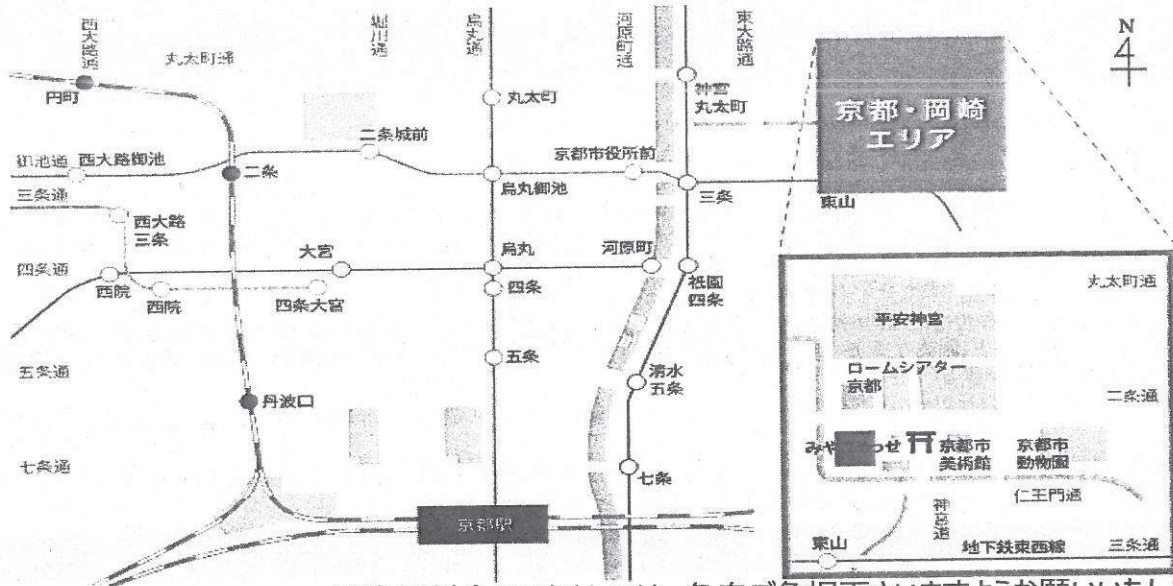 西大路通
丸太町通
堀川通
烏丸通
河原町通
東大路通
N
円町
丸太町
神宮
丸太町
京都・岡崎
エリア
二条城前
京都市役所前
御池通
西大路御池
二条
烏丸御池
三条
東山
三条通
西大路
三条
大宮
烏丸
河原町
四条通
西院
西院
四条大宮
四条
祇園
四条
五条通
五条
清水
五条
丹波口
七条通
七条
京都駅
丸太町通
平安神宮
ロームシアター
京都
二条通
みや
っせ
京都市
美術館
京都市
動物園
仁王門通
神宮道
東山
地下鉄東西線
三条通